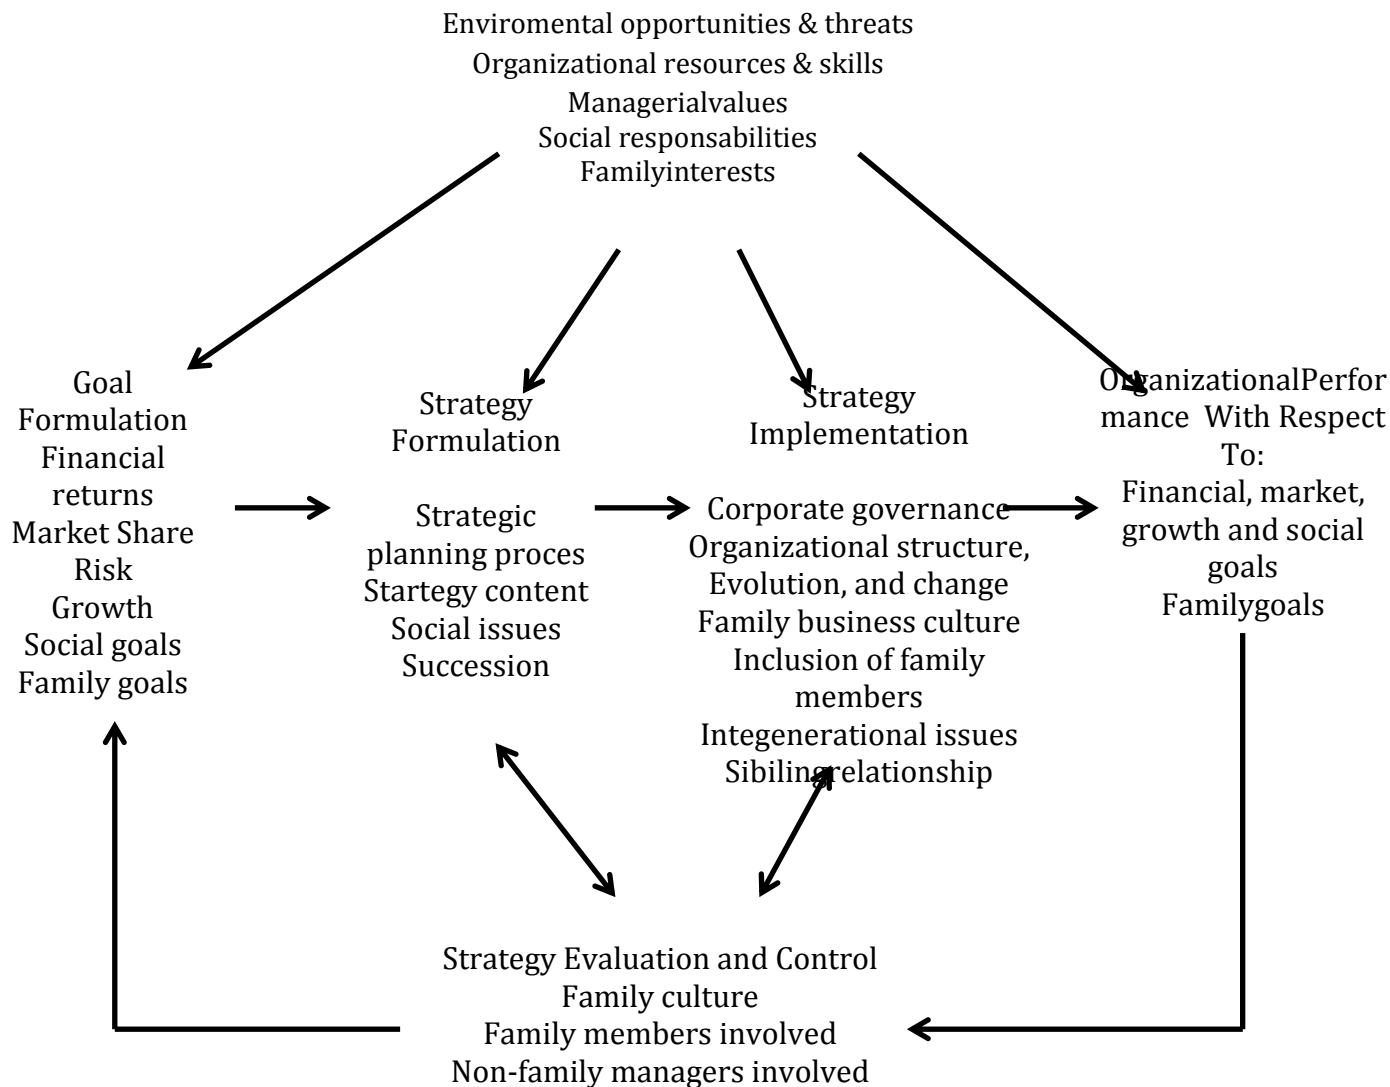 Enviromental opportunities & threats
Organizational resources & skills
Managerialvalues
Social responsabilities
Familyinterests
Goal
Formulation
Financial
returns
Market Share
Risk
Growth
Social goals
Family goals
Strategy
Formulation
Strategic
planning proces
Startegy content
Social issues
Succession
Strategy
Implementation
Corporate governance
Organizational structure,
Evolution, and change
Family business culture
Inclusion of family
members
Integenerational issues
Sibilingrelationship
OrganizationalPerfor
mance With Respect
To:
Financial, market,
growth and social
goals
Familygoals
Strategy Evaluation and Control
Family culture
Family members involved
Non-family managers involved